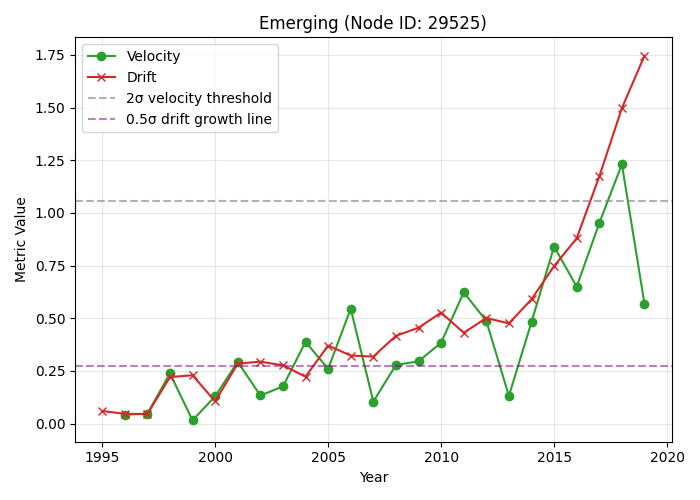 Emerging (Node ID: 29525)
Velocity
Drift
2σ velocity threshold
0.5σ drift growth line
Metric Value
1.75
1.50
1.25
1.00
0.75
0.50
0.25
0.00
1995 2000 2005 2010 2015 2020
Year